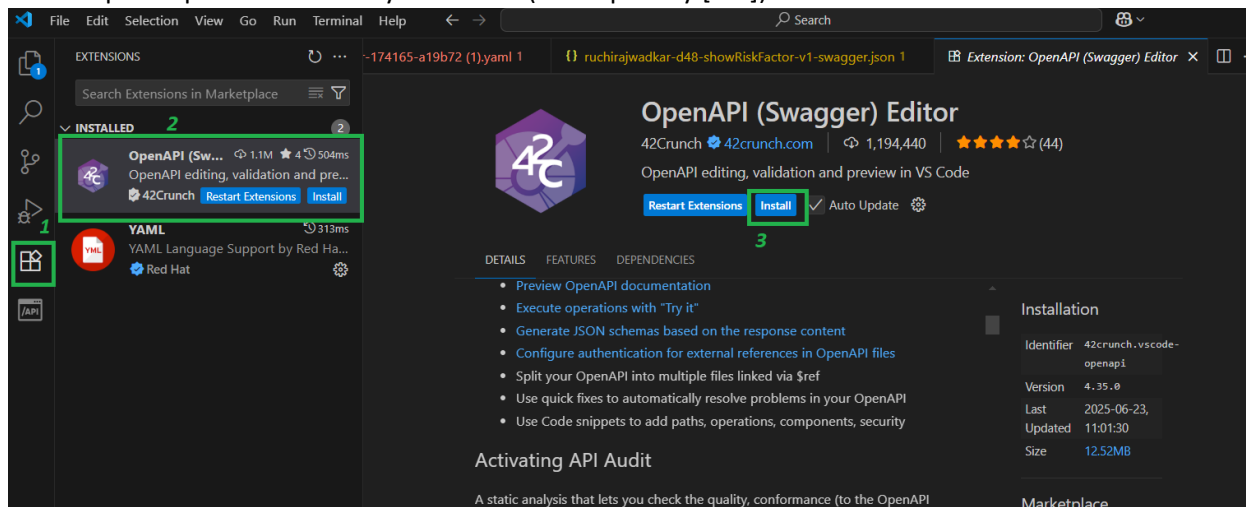 File Edit Selection View Go Run Terminal Help
Search
EXTENSIONS
-174165-a19b72 (1).yaml 1
{} ruchirajwadkar-d48-showRiskFactor-v1-swagger.json 1
Extension: OpenAPI (Swagger) Editor
1
Search Extensions in Marketplace
INSTALLED 2
2
OpenAPI (Sw... 1.1M 4 504ms
OpenAPI editing, validation and pre...
42Crunch Restart Extensions Install
1
YAML 313ms
YAML Language Support by Red Ha...
Red Hat
YML
/API
42C
OpenAPI (Swagger) Editor
42Crunch 42crunch.com 1,194,440 (44)
OpenAPI editing, validation and preview in VS Code
Restart Extensions Install Auto Update
3
DETAILS FEATURES DEPENDENCIES
• Preview OpenAPI documentation
• Execute operations with "Try it"
• Generate JSON schemas based on the response content
• Configure authentication for external references in OpenAPI files
• Split your OpenAPI into multiple files linked via $ref
• Use quick fixes to automatically resolve problems in your OpenAPI
• Use Code snippets to add paths, operations, components, security
Activating API Audit
A static analysis that lets you check the quality, conformance (to the OpenAPI
Installation
Identifier 42crunch.vscode-
openapi
Version 4.35.0
Last 2025-06-23,
Updated 11:01:30
Size 12.52MB
Marketplace